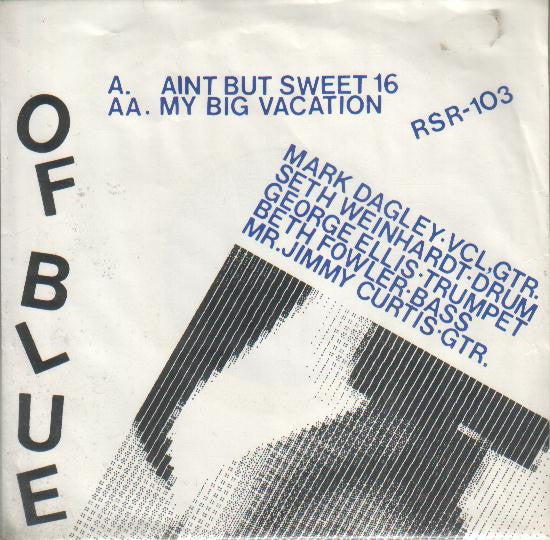 A. AINT BUT SWEET 16
AA. MY BIG VACATION
RSR-103
OF BLUE
MARK DAGLEY·VCL,GTR.
SETH WEINHARDT·DRUM
GEORGE ELLIS·TRUMPET
BETH FOWLER·BASS
MR.JIMMY CURTIS·GTR.